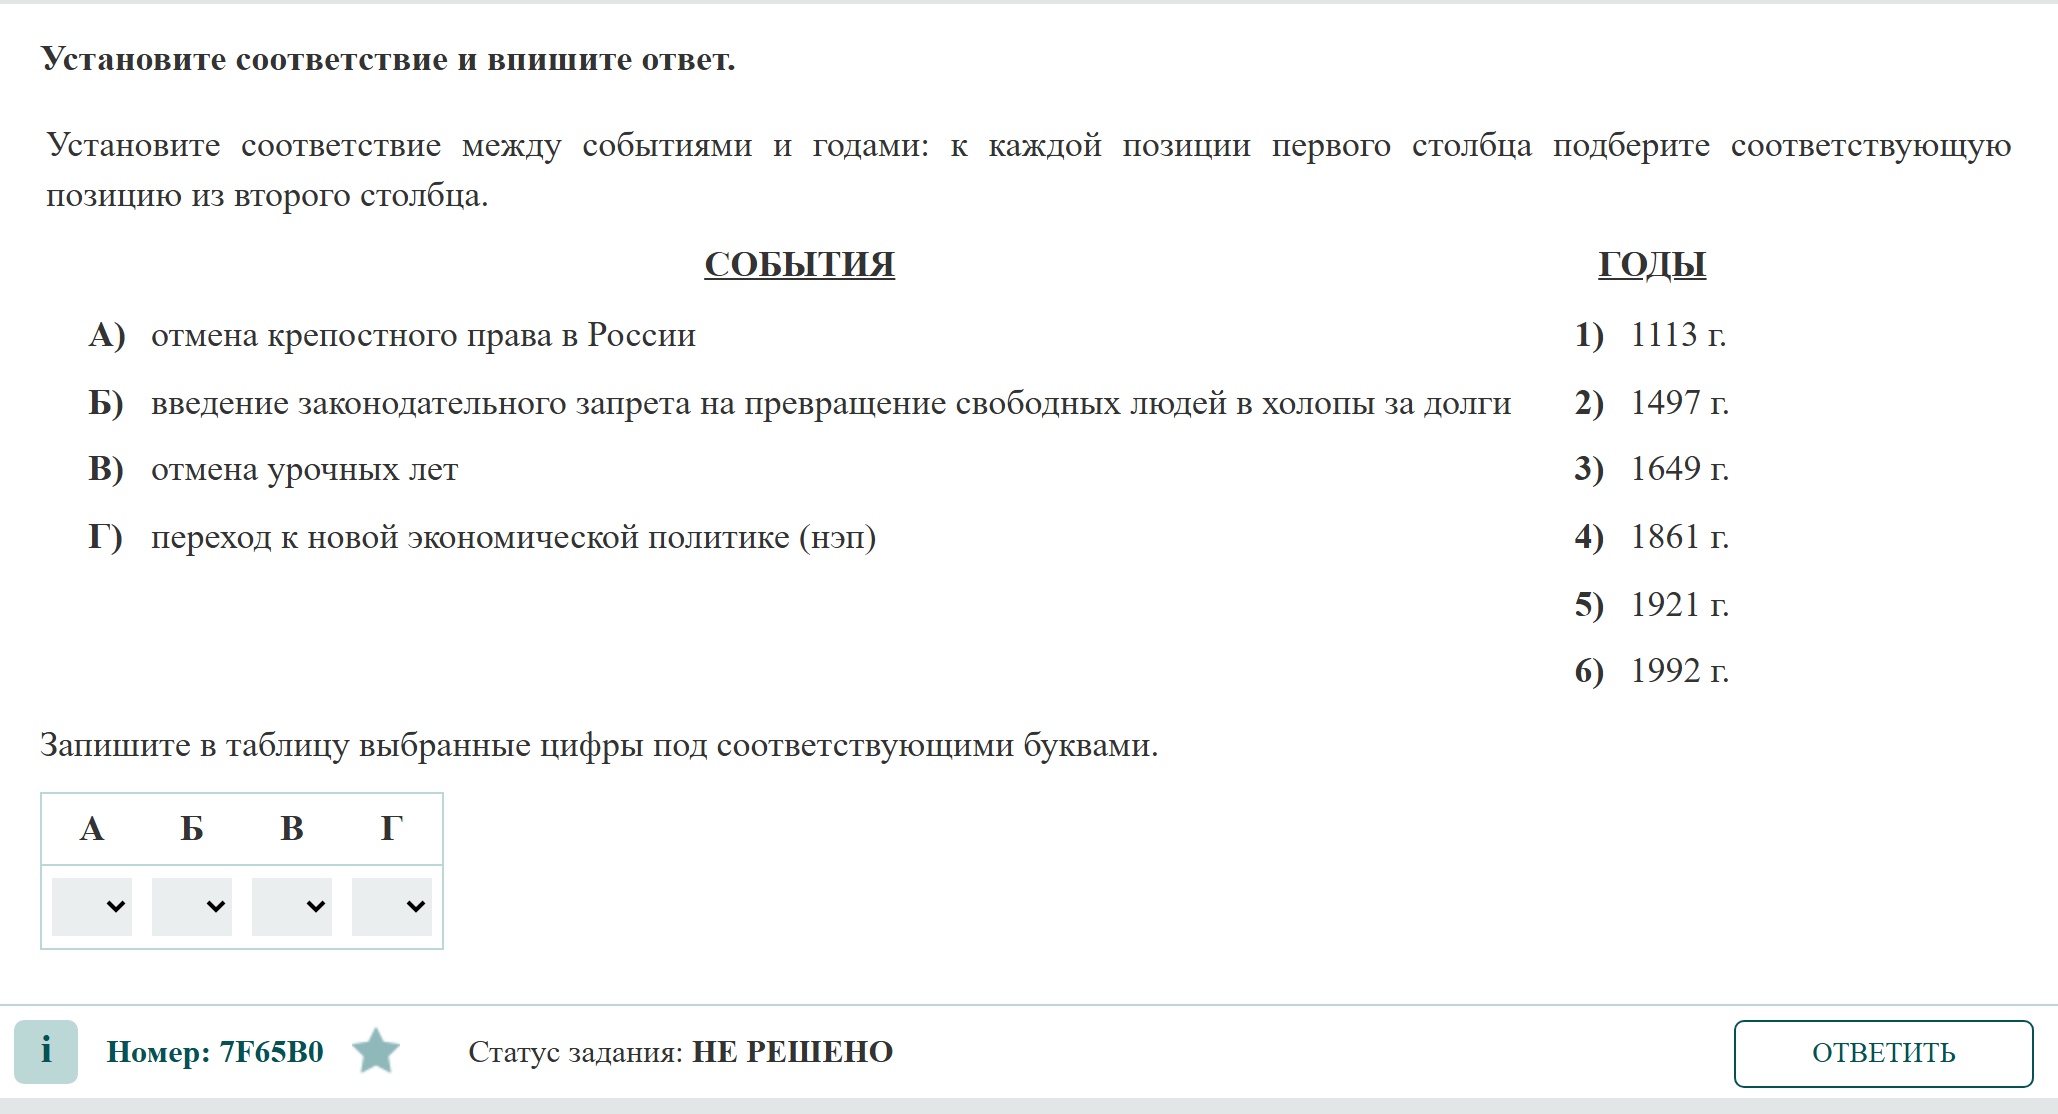 Установите соответствие и впишите ответ.
Установите соответствие между событиями и годами: к каждой позиции первого столбца подберите соответствующую
позицию из второго столбца.
СОБЫТИЯ ГОДЫ
А) отмена крепостного права в России 1) 1113 г.
Б) введение законодательного запрета на превращение свободных людей в холопы за долги 2) 1497 г.
В) отмена урочных лет 3) 1649 г.
Г) переход к новой экономической политике (нэп) 4) 1861 г.
5) 1921 г.
6) 1992 г.
Запишите в таблицу выбранные цифры под соответствующими буквами.
А Б В Г
i Номер: 7F65B0 Статус задания: НЕ РЕШЕНО ОТВЕТИТЬ